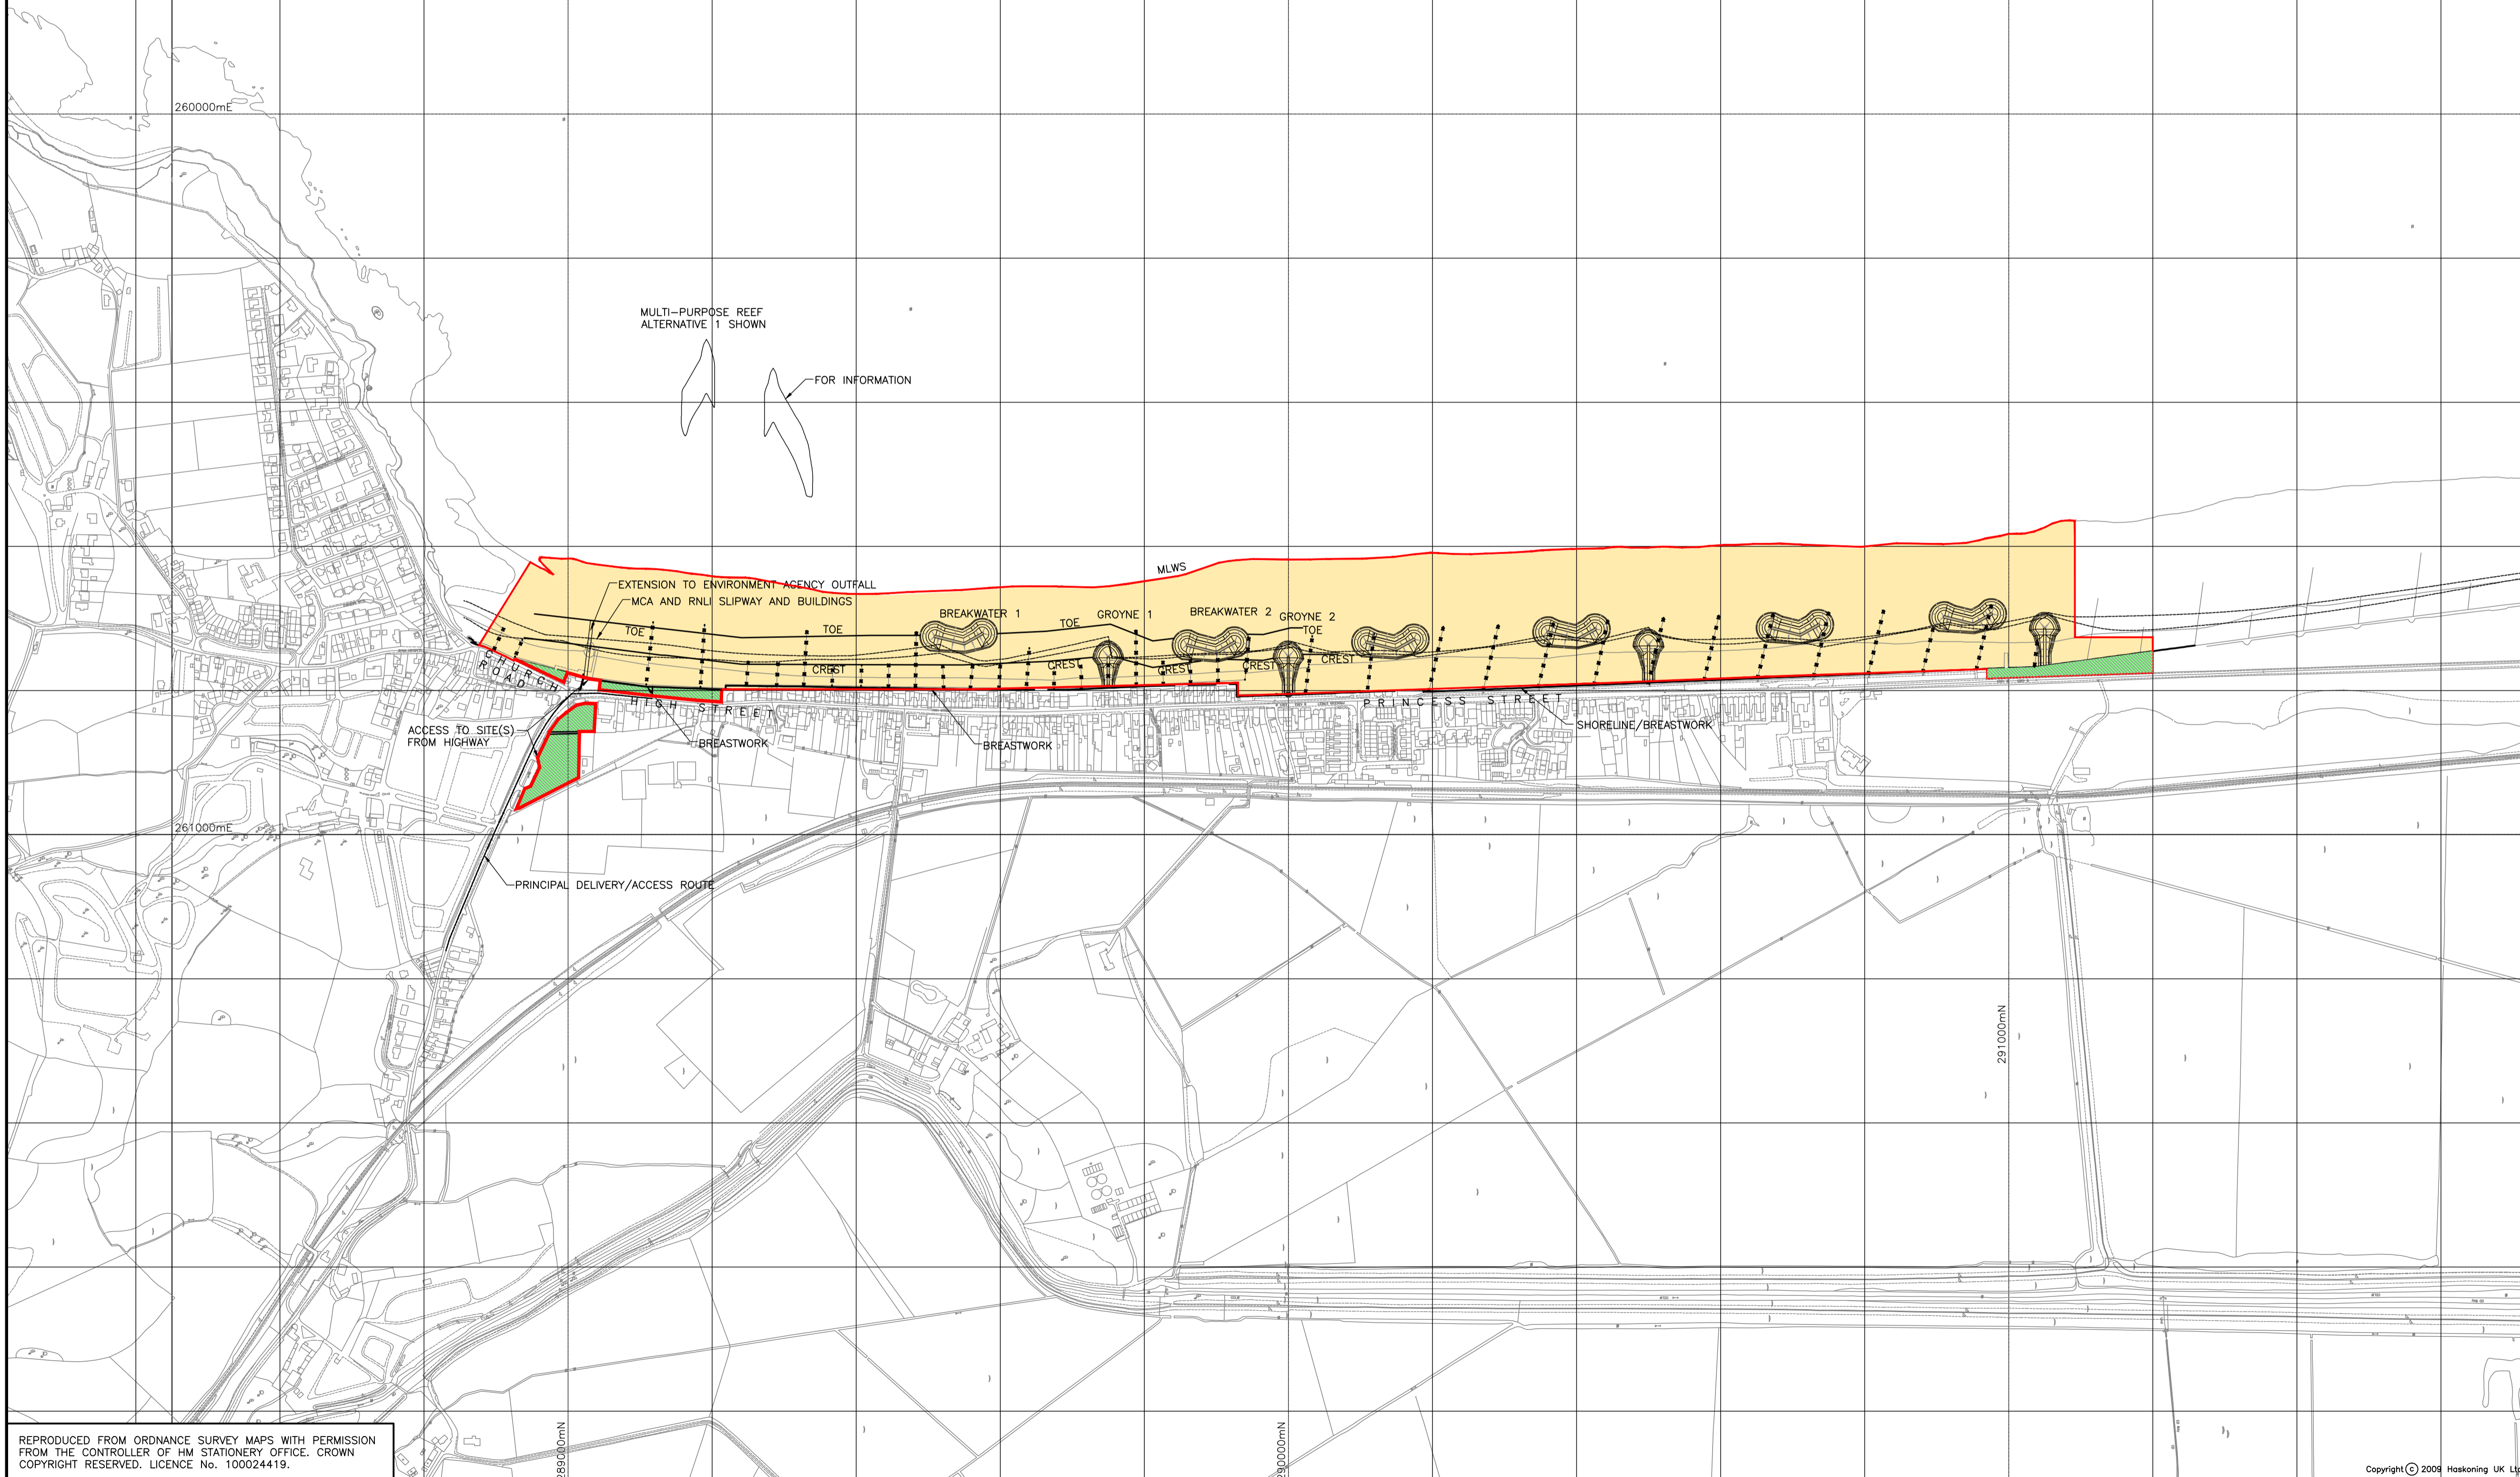 260000mE
MULTI-PURPOSE REEF
ALTERNATIVE 1 SHOWN
FOR INFORMATION
MLWS
EXTENSION TO ENVIRONMENT AGENCY OUTFALL
MCA AND RNLI SLIPWAY AND BUILDINGS
BREAKWATER 1
GROYNE 1
BREAKWATER 2
GROYNE 2
TOE
TOE
TOE
TOE
CREST
CREST
CREST
CREST
CREST
CHURCH
ROAD
HIGH STREET
PRINCESS STREET
ACCESS TO SITE(S)
FROM HIGHWAY
BREASTWORK
BREASTWORK
SHORELINE/BREASTWORK
261000mE
PRINCIPAL DELIVERY/ACCESS ROUTE
291000mN
289000mN
290000mN
REPRODUCED FROM ORDNANCE SURVEY MAPS WITH PERMISSION
FROM THE CONTROLLER OF HM STATIONERY OFFICE. CROWN
COPYRIGHT RESERVED. LICENCE No. 100024419.
Copyright © 2009 Haskoning UK Ltd